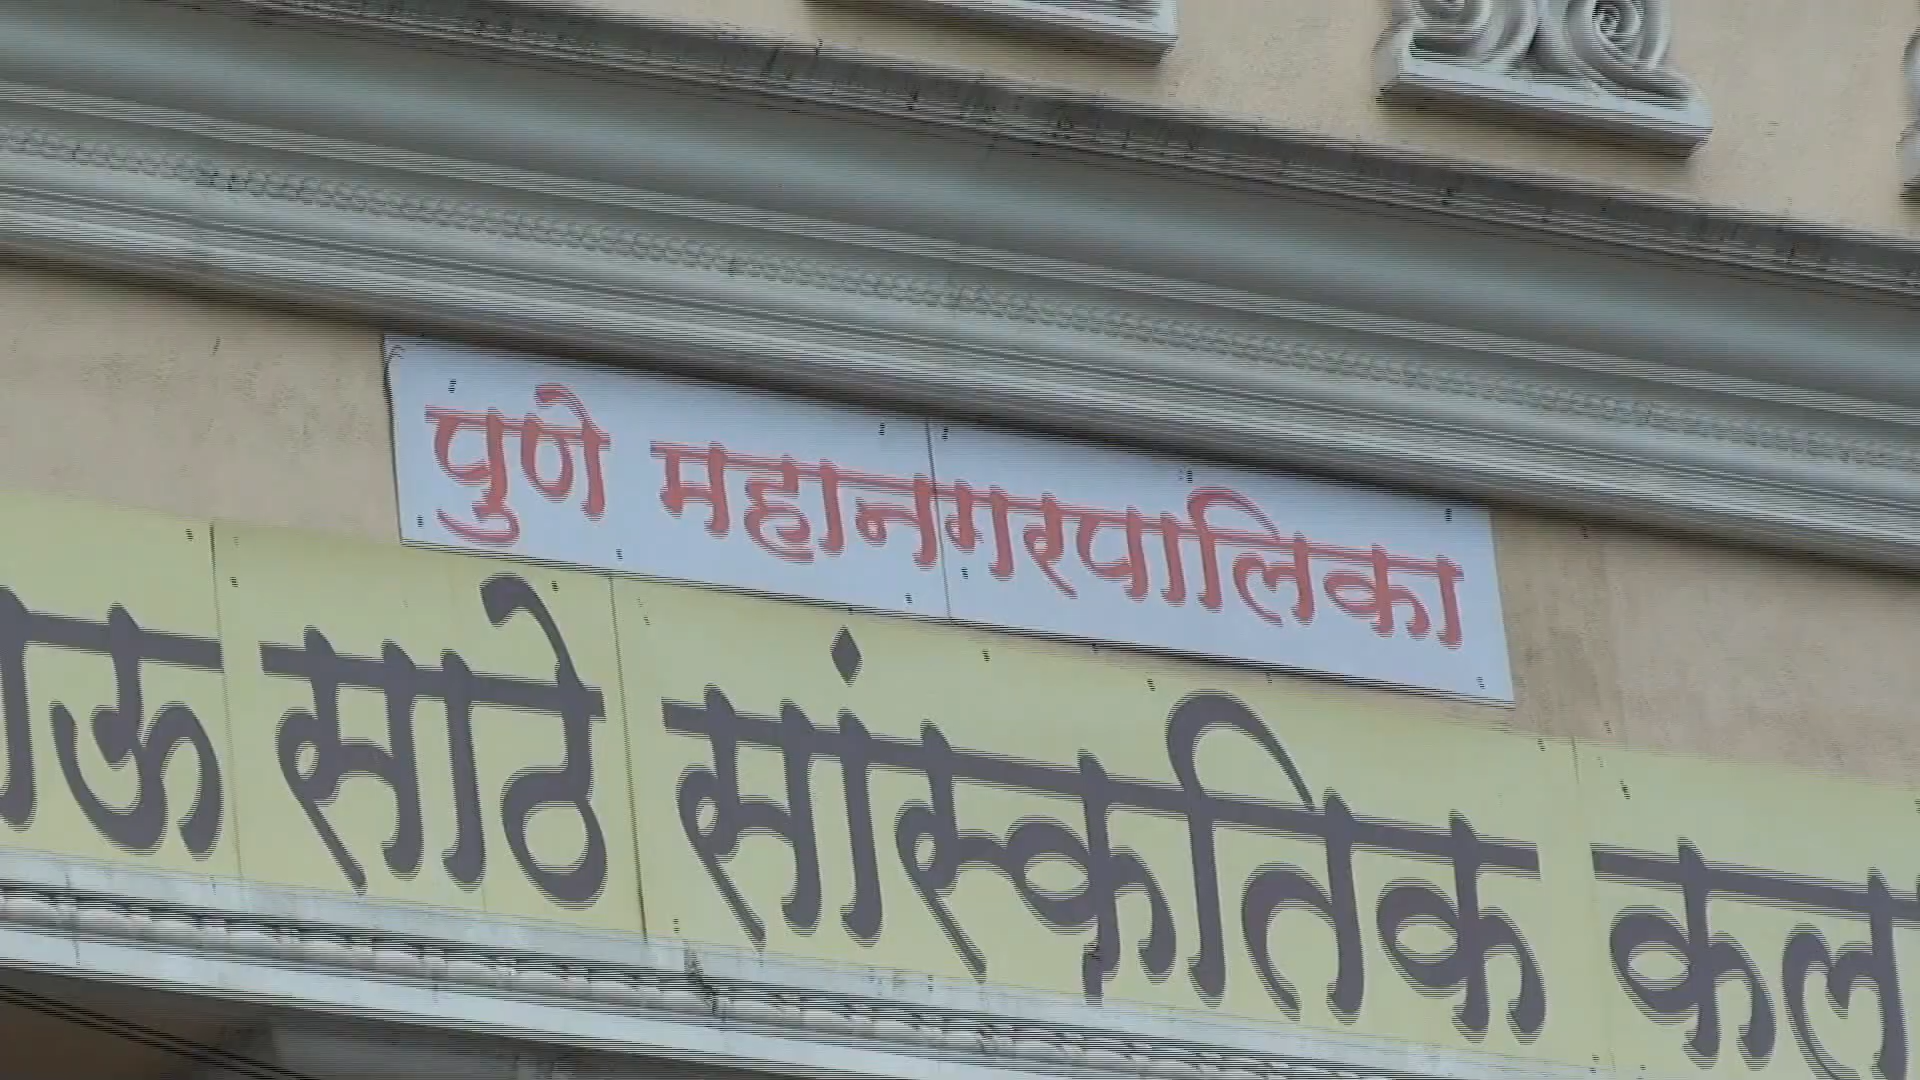 पुणे महानगरपालिका
ऊ साठे सांस्कृतिक कल